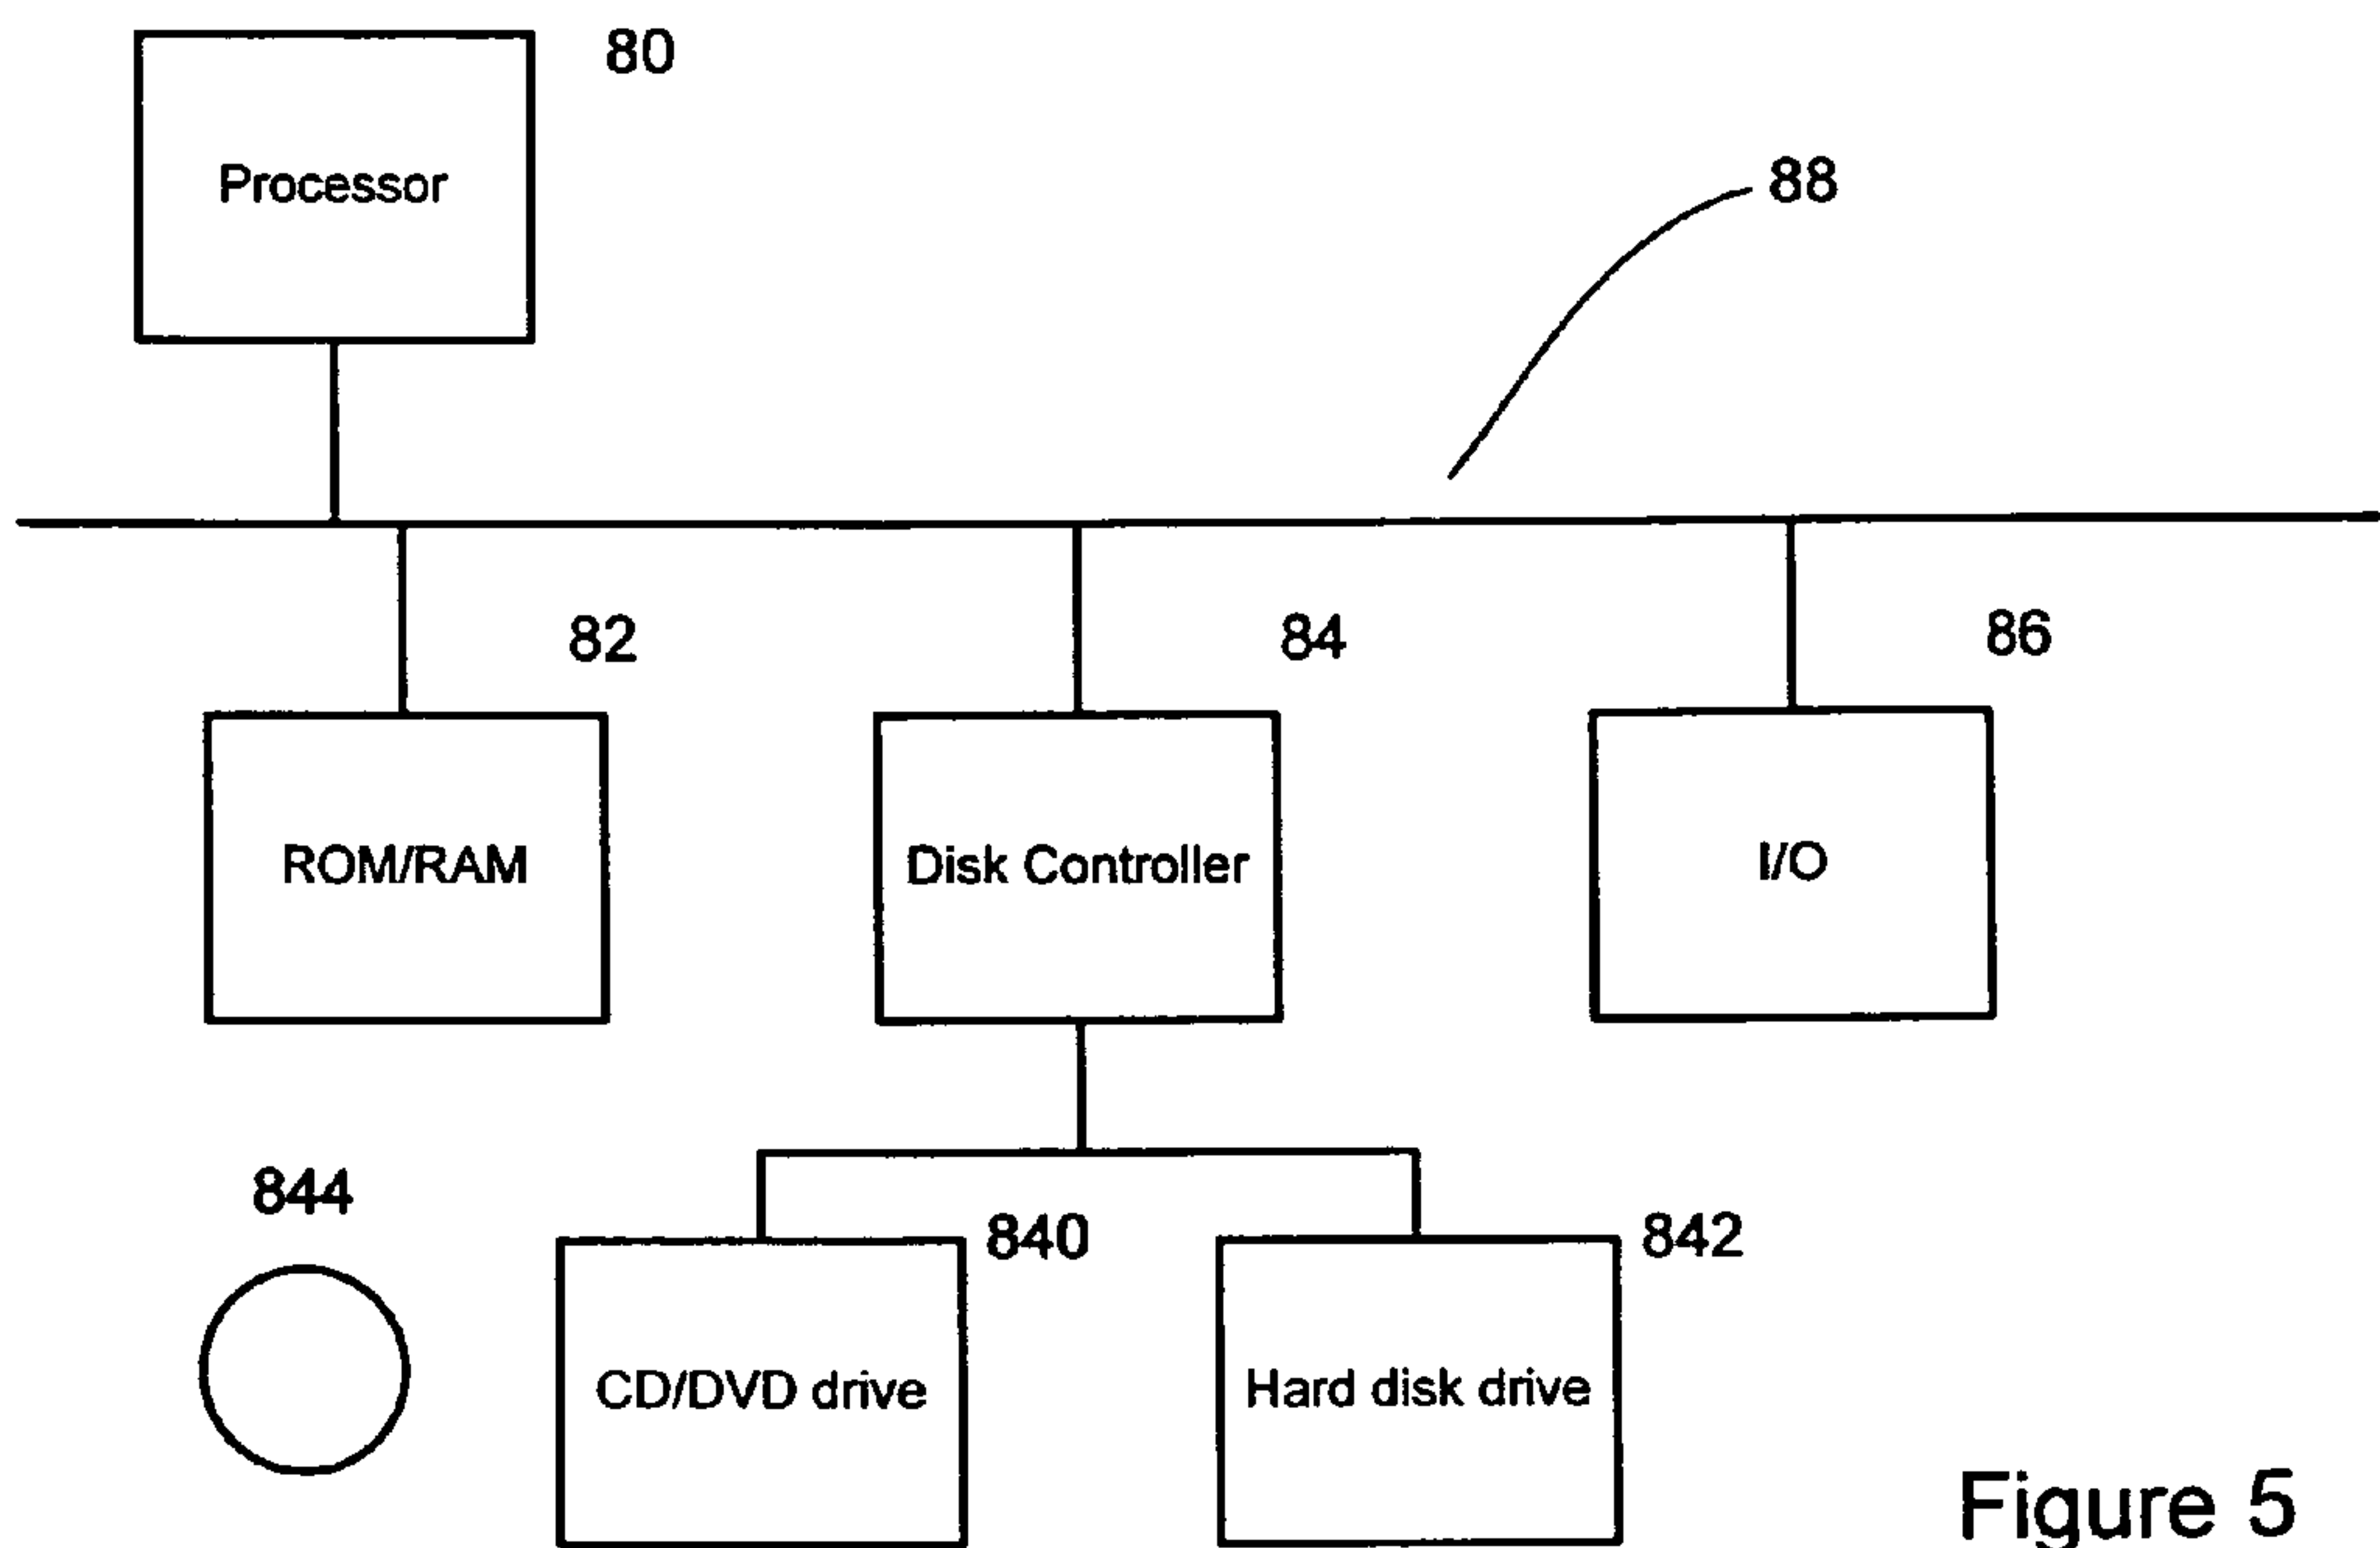 80
Processor
88
82
84
86
ROM/RAM
Disk Controller
I/O
844
840
842
CD/DVD drive
Hard disk drive
Figure 5